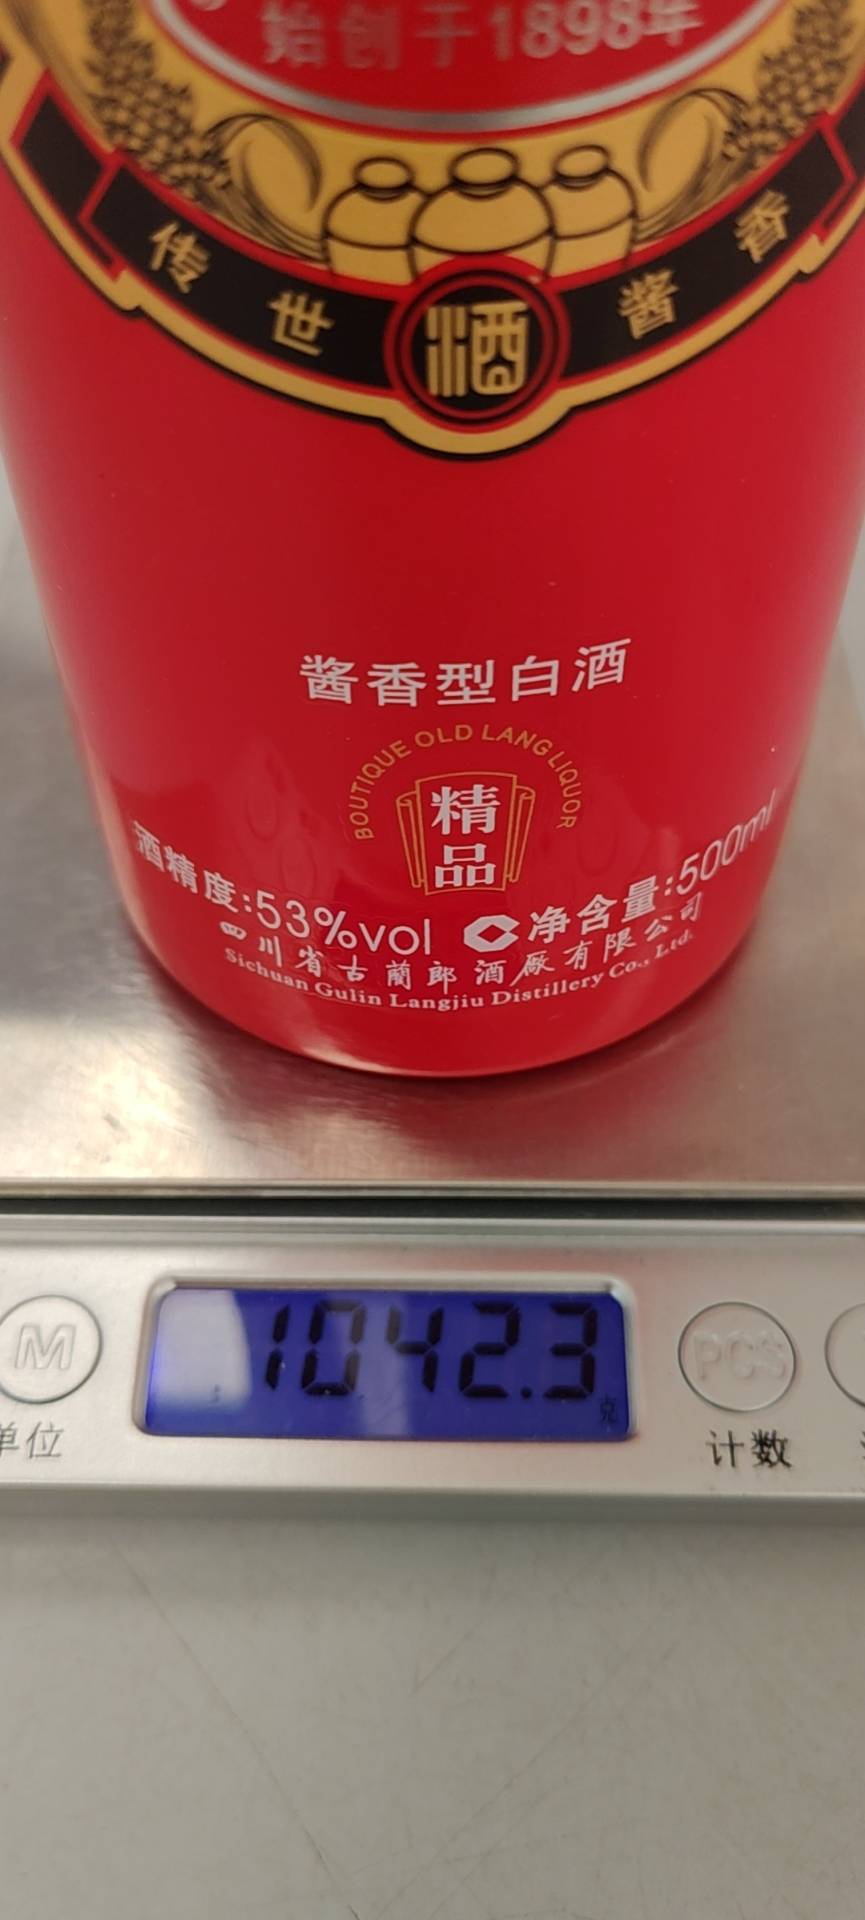 始创于1898年
传世酒酱香
酱香型白酒
BOUTIQUE OLD LANG LIQUOR
精品
酒精度:53%vol 净含量:500ml
四川省古蔺郎酒厰有限公司
Sichuan Gulin Langjiu Distillery Co., Ltd.
1042.3
克
M
PCS
单位
计数